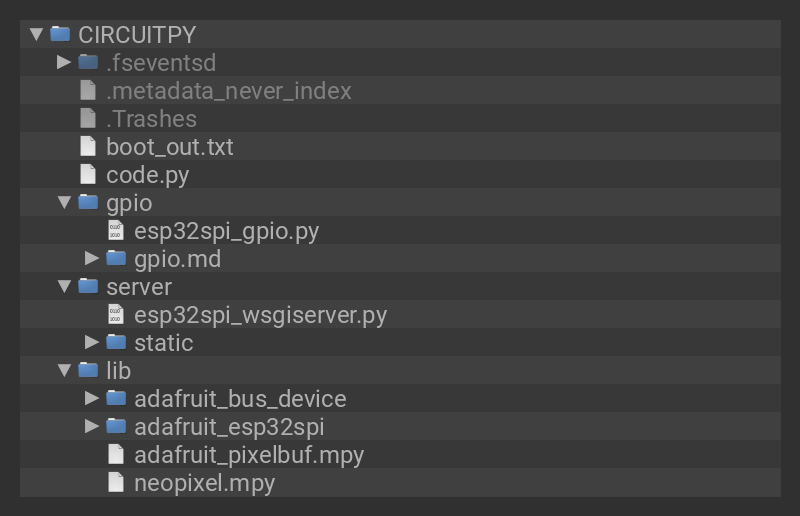 CIRCUITPY
.fseventsd
.metadata_never_index
.Trashes
boot_out.txt
code.py
gpio
esp32spi_gpio.py
gpio.md
server
esp32spi_wsgiserver.py
static
lib
adafruit_bus_device
adafruit_esp32spi
adafruit_pixelbuf.mpy
neopixel.mpy